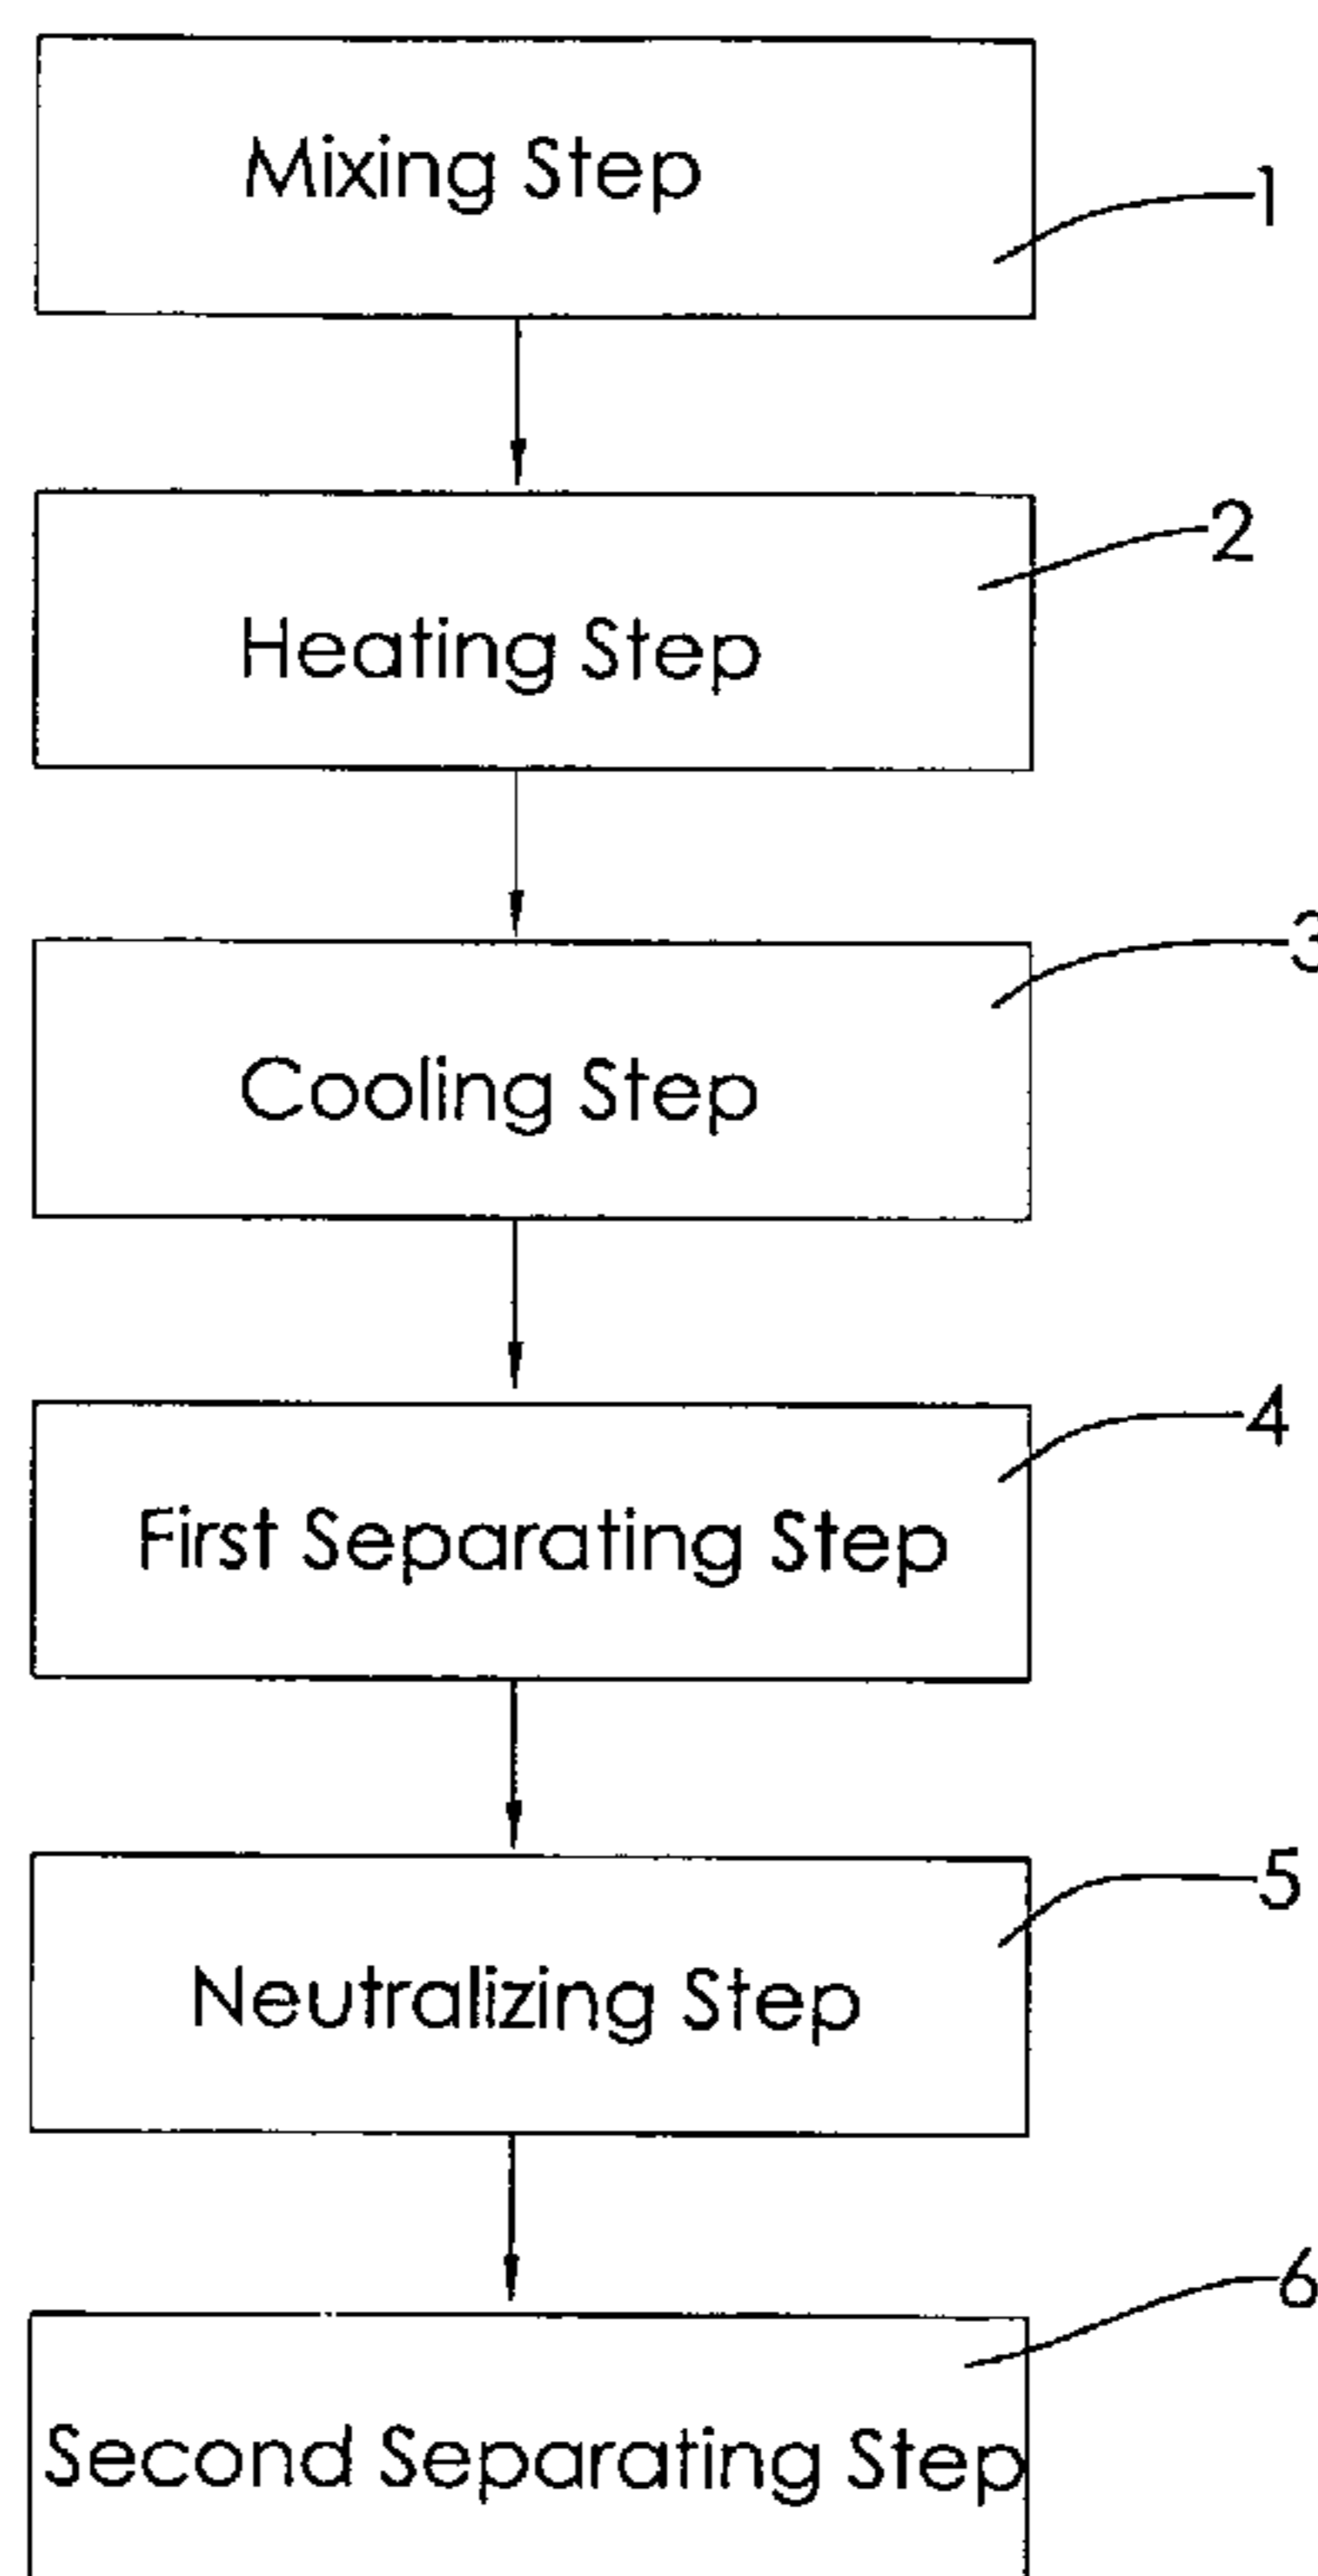 Mixing Step
1
2
Heating Step
3
Cooling Step
4
First Separating Step
5
Neutralizing Step
6
Second Separating Step